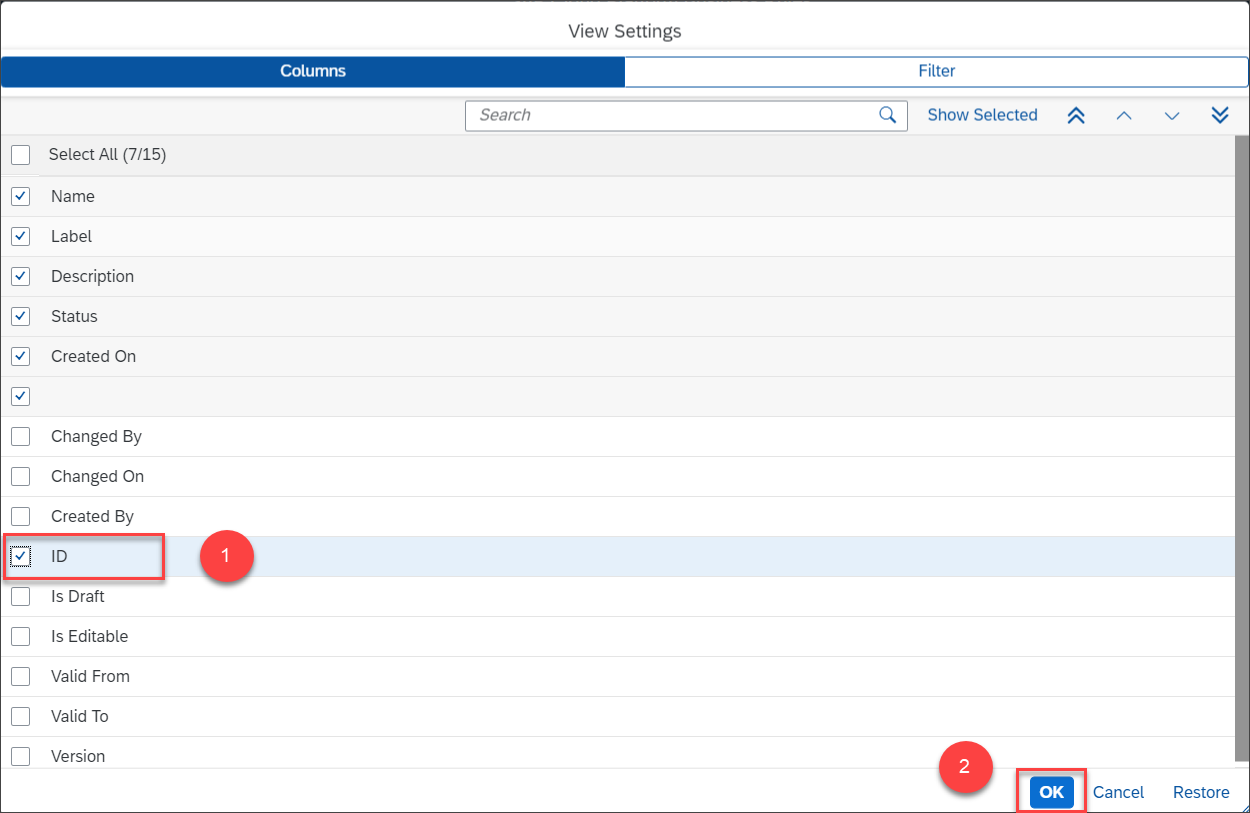 View Settings
Columns
Filter
Search
Show Selected
Select All (7/15)
Name
Label
Description
Status
Created On
Changed By
Changed On
Created By
ID
1
Is Draft
Is Editable
Valid From
Valid To
Version
2
OK
Cancel
Restore